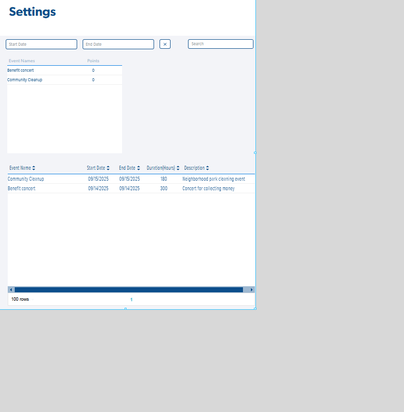 Settings
Start Date End Date Search
Event Names Points
Benefit concert 0
Community Cleanup 0
Event Name Start Date End Date Duration(Hours) Description
Community Cleanup 09/15/2025 09/15/2025 180 Neighborhood park cleaning event
Benefit concert 09/14/2025 09/14/2025 300 Concert for collecting money
100 rows 1